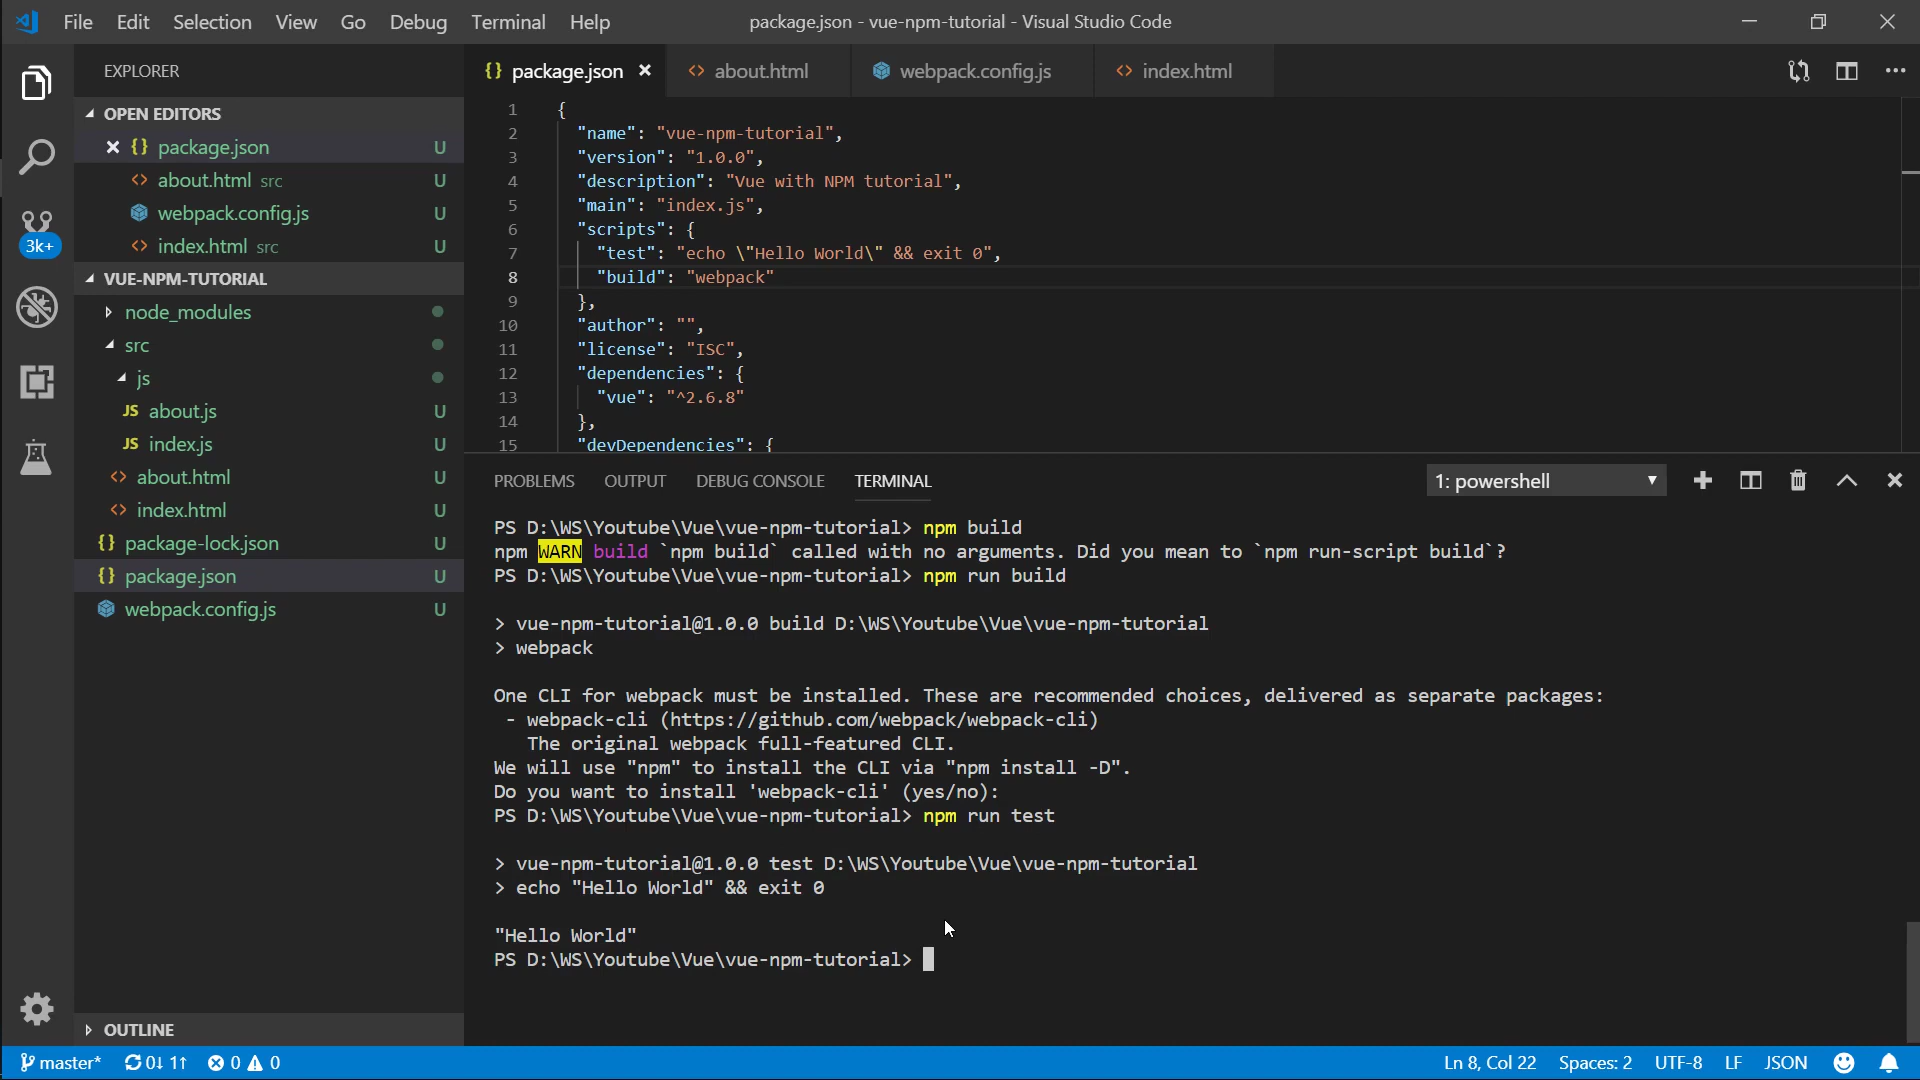 File Edit Selection View Go Debug Terminal Help
package.json - vue-npm-tutorial - Visual Studio Code
EXPLORER
OPEN EDITORS
package.json U
about.html src U
webpack.config.js U
index.html src U
3k+
VUE-NPM-TUTORIAL
node_modules
src
js
JS about.js U
JS index.js U
<> about.html U
<> index.html U
{} package-lock.json U
{} package.json U
webpack.config.js U
OUTLINE
{} package.json
<> about.html
webpack.config.js
<> index.html
1 {
2 "name": "vue-npm-tutorial",
3 "version": "1.0.0",
4 "description": "Vue with NPM tutorial",
5 "main": "index.js",
6 "scripts": {
7 "test": "echo \"Hello World\" && exit 0",
8 "build": "webpack"
9 },
10 "author": "",
11 "license": "ISC",
12 "dependencies": {
13 "vue": "^2.6.8"
14 },
15 "devDependencies": {
PROBLEMS OUTPUT DEBUG CONSOLE TERMINAL
1: powershell
PS D:\WS\Youtube\Vue\vue-npm-tutorial> npm build
npm WARN build `npm build` called with no arguments. Did you mean to `npm run-script build`?
PS D:\WS\Youtube\Vue\vue-npm-tutorial> npm run build
> vue-npm-tutorial@1.0.0 build D:\WS\Youtube\Vue\vue-npm-tutorial
> webpack
One CLI for webpack must be installed. These are recommended choices, delivered as separate packages:
- webpack-cli (https://github.com/webpack/webpack-cli)
The original webpack full-featured CLI.
We will use "npm" to install the CLI via "npm install -D".
Do you want to install 'webpack-cli' (yes/no):
PS D:\WS\Youtube\Vue\vue-npm-tutorial> npm run test
> vue-npm-tutorial@1.0.0 test D:\WS\Youtube\Vue\vue-npm-tutorial
> echo "Hello World" && exit 0
"Hello World"
PS D:\WS\Youtube\Vue\vue-npm-tutorial>
master* 0↓ 1↑ 0 0
Ln 8, Col 22 Spaces: 2 UTF-8 LF JSON